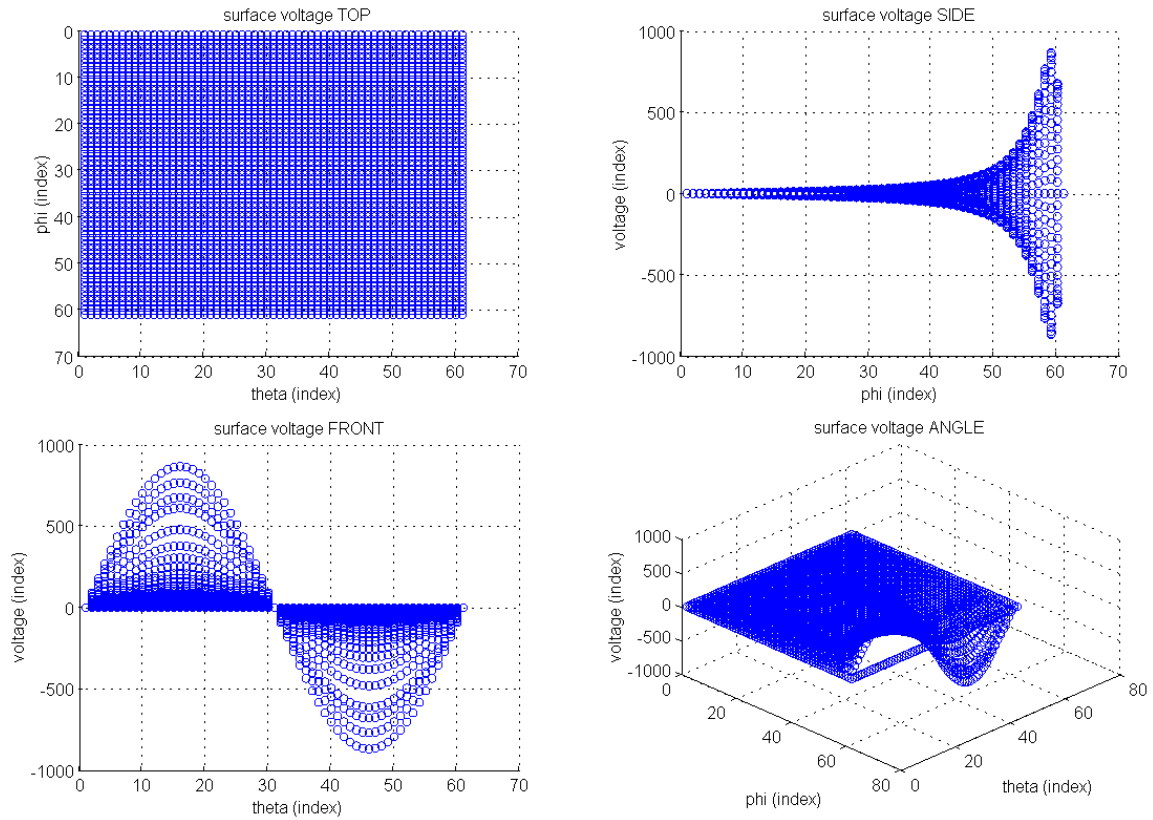 surface voltage TOP
0
10
20
30
40
50
60
70
phi (index)
0 10 20 30 40 50 60 70
theta (index)
surface voltage SIDE
1000
500
0
-500
-1000
voltage (index)
0 10 20 30 40 50 60 70
phi (index)
surface voltage FRONT
1000
500
0
-500
-1000
voltage (index)
0 10 20 30 40 50 60 70
theta (index)
surface voltage ANGLE
1000
500
0
-500
-1000
voltage (index)
0
20
40
60
80
phi (index)
0
20
40
60
80
theta (index)